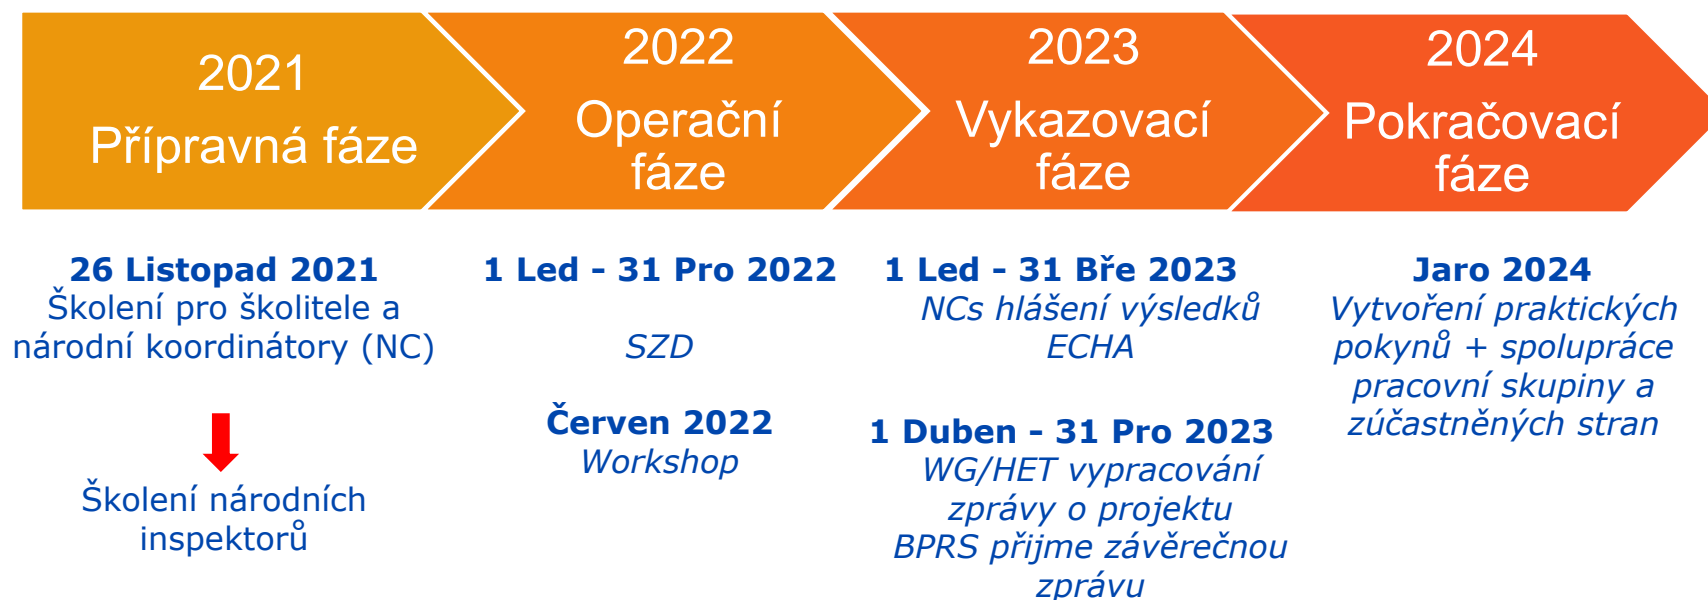 2021
Přípravná fáze
2022
Operační
fáze
2023
Vykazovací
fáze
2024
Pokračovací
fáze
26 Listopad 2021
Školení pro školitele a
národní koordinátory (NC)
Školení národních
inspektorů
1 Led - 31 Pro 2022
SZD
Červen 2022
Workshop
1 Led - 31 Bře 2023
NCs hlášení výsledků
ECHA
1 Duben - 31 Pro 2023
WG/HET vypracování
zprávy o projektu
BPRS přijme závěrečnou
zprávu
Jaro 2024
Vytvoření praktických
pokynů + spolupráce
pracovní skupiny a
zúčastněných stran